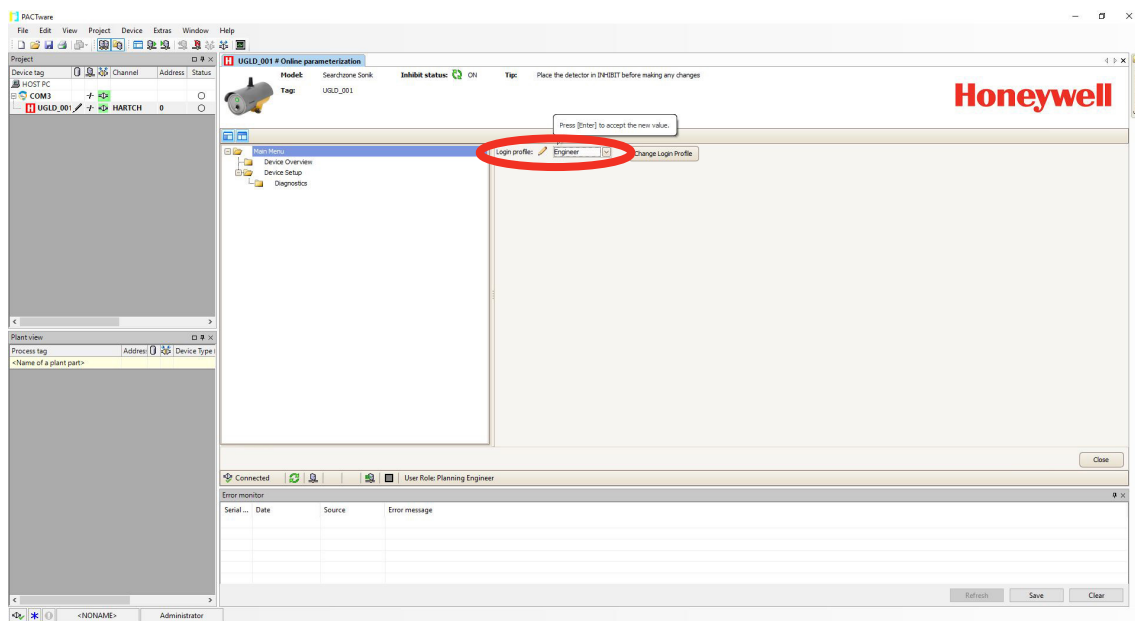 PACTware
File Edit View Project Device Extras Window Help
Project
UGLD_001 # Online parameterization
Device tag Channel Address Status
HOST PC
COM3
UGLD_001 HARTCH 0
Model: Searchzone Sonik Inhibit status: ON Tip: Place the detector in INHIBIT before making any changes
Tag: UGLD_001
Honeywell
Press [Enter] to accept the new value.
Main Menu
Device Overview
Device Setup
Diagnostics
Login profile: Engineer Change Login Profile
Plant view
Process tag Addres: Device Type
<Name of a plant part>
Close
Connected User Role: Planning Engineer
Error monitor
Serial ... Date Source Error message
Refresh Save Clear
<NONAME> Administrator